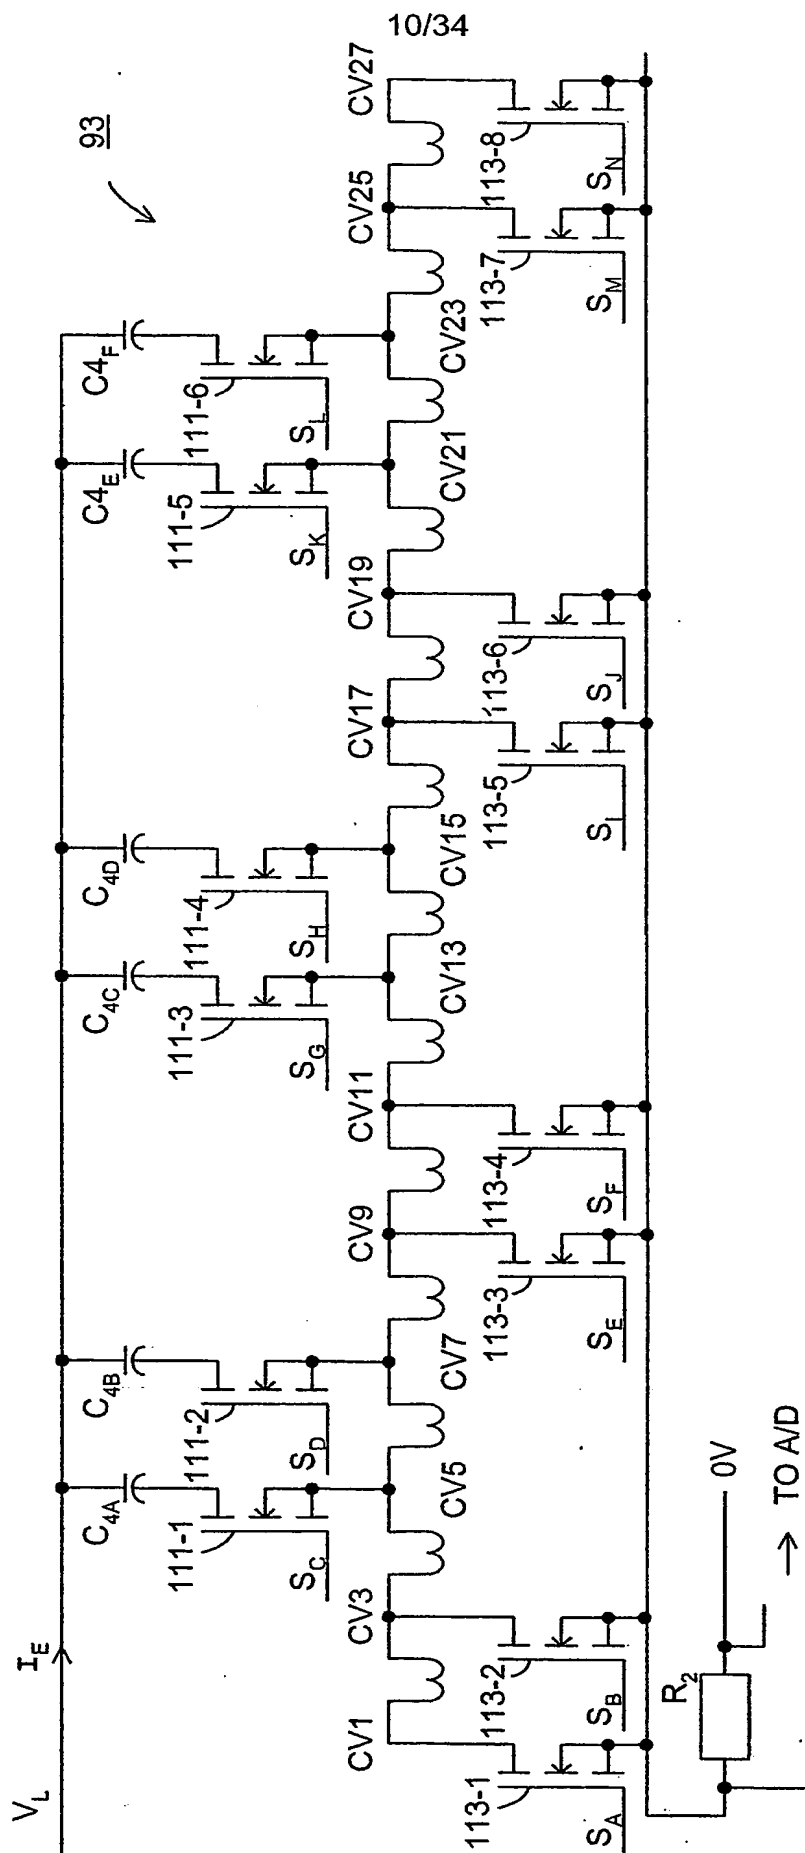 10/34
93
V_L
I_E
C_4A
C_4B
C_4C
C_4D
C4_E
C4_F
111-1
111-2
111-3
111-4
111-5
111-6
S_C
S_D
S_G
S_H
S_K
S_L
CV1
CV3
CV5
CV7
CV9
CV11
CV13
CV15
CV17
CV19
CV21
CV23
CV25
CV27
113-1
113-2
113-3
113-4
113-5
113-6
113-7
113-8
S_A
S_B
S_E
S_F
S_I
S_J
S_M
S_N
R_2
0V
→ TO A/D